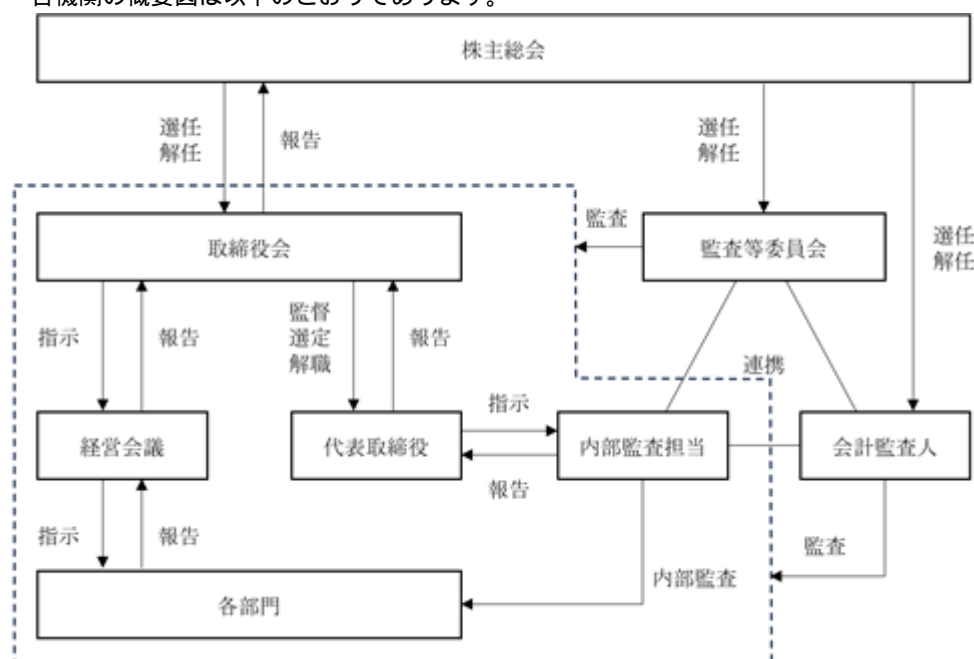 各機関の概要図は以下のとおりであります。
株主総会
選任
解任
報告
選任
解任
選任
解任
取締役会
監査
監査等委員会
指示
報告
監督
選定
解職
報告
連携
経営会議
代表取締役
指示
報告
内部監査担当
会計監査人
指示
報告
内部監査
監査
各部門